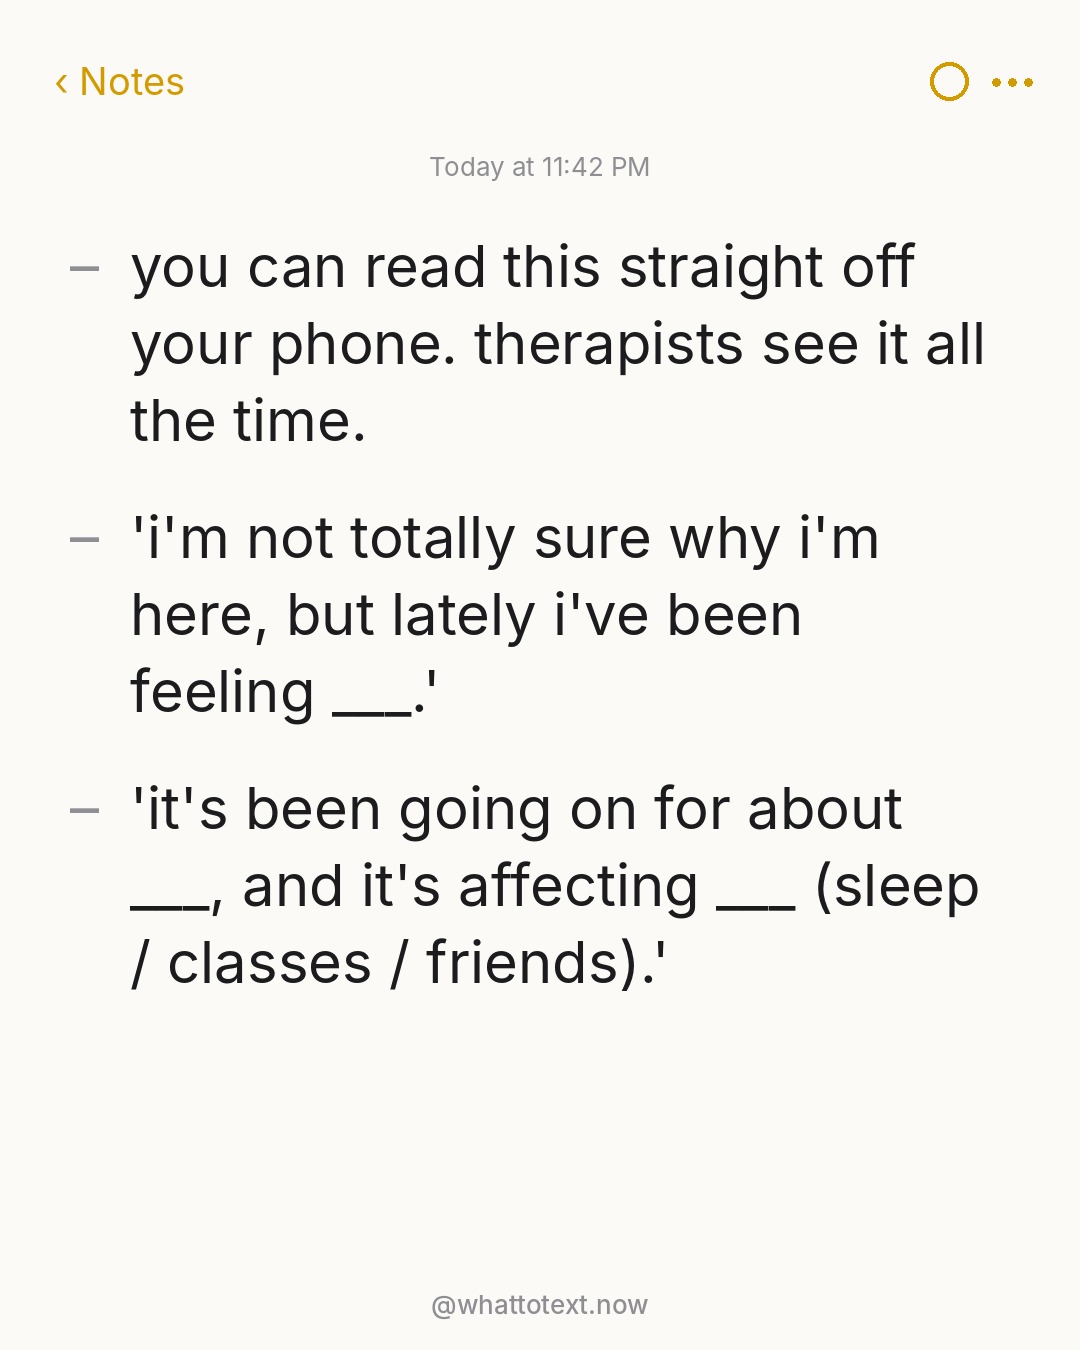 ‹ Notes
Today at 11:42 PM
– you can read this straight off
your phone. therapists see it all
the time.
– 'i'm not totally sure why i'm
here, but lately i've been
feeling ___.'
– 'it's been going on for about
___, and it's affecting ___ (sleep
/ classes / friends).'
@whattotext.now